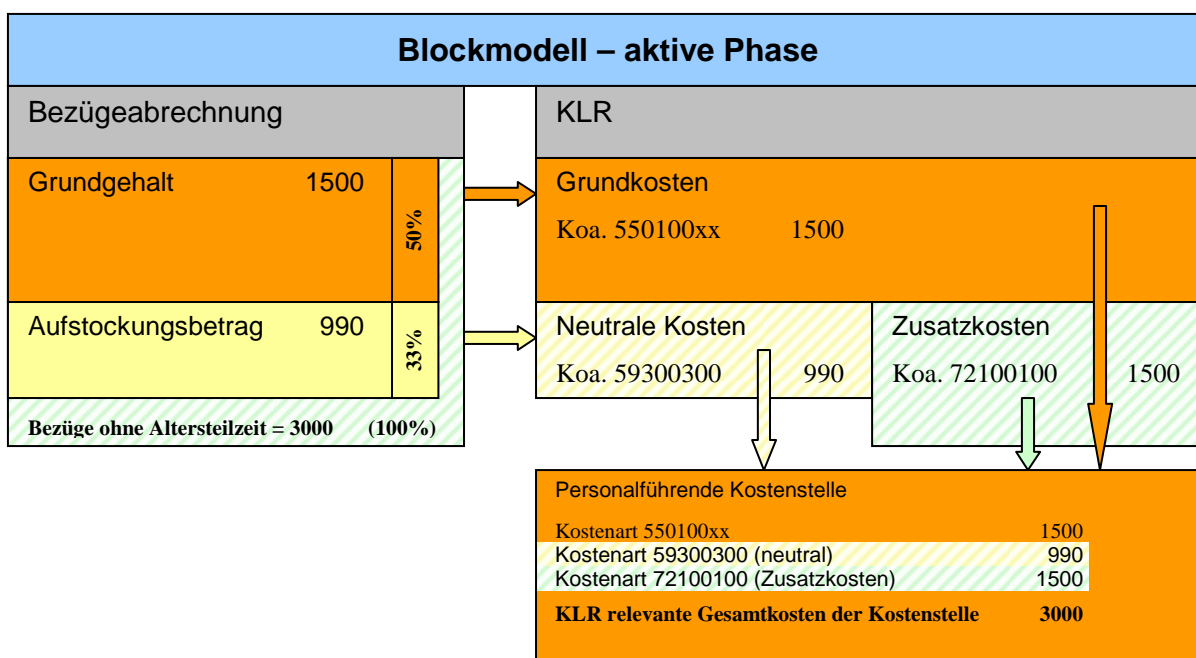 Blockmodell – aktive Phase
Bezügeabrechnung
KLR
Grundgehalt 1500
50%
Grundkosten
Koa. 550100xx 1500
Aufstockungsbetrag 990
33%
Neutrale Kosten
Koa. 59300300 990
Zusatzkosten
Koa. 72100100 1500
Bezüge ohne Altersteilzeit = 3000 (100%)
Personalführende Kostenstelle
Kostenart 550100xx 1500
Kostenart 59300300 (neutral) 990
Kostenart 72100100 (Zusatzkosten) 1500
KLR relevante Gesamtkosten der Kostenstelle 3000